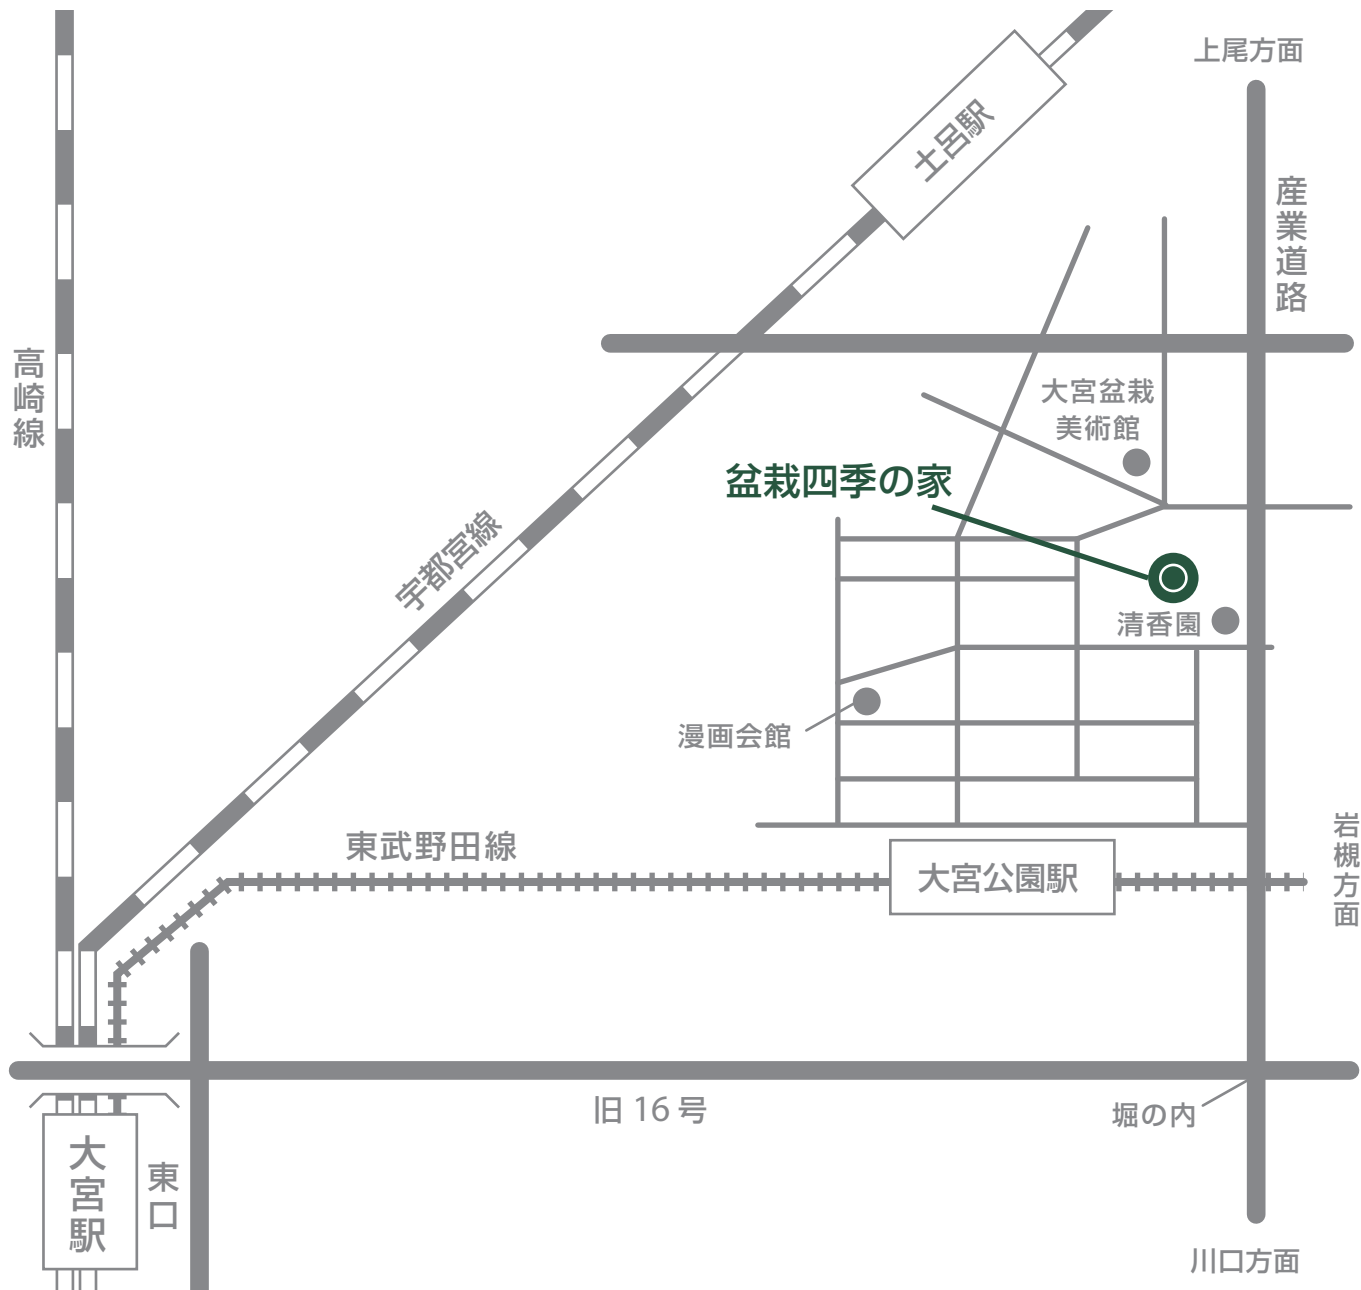 上尾方面
土呂駅
産業道路
高崎線
大宮盆栽
美術館
盆栽四季の家
宇都宮線
清香園
漫画会館
東武野田線
大宮公園駅
岩槻方面
旧 16 号
堀の内
大宮駅
東口
川口方面